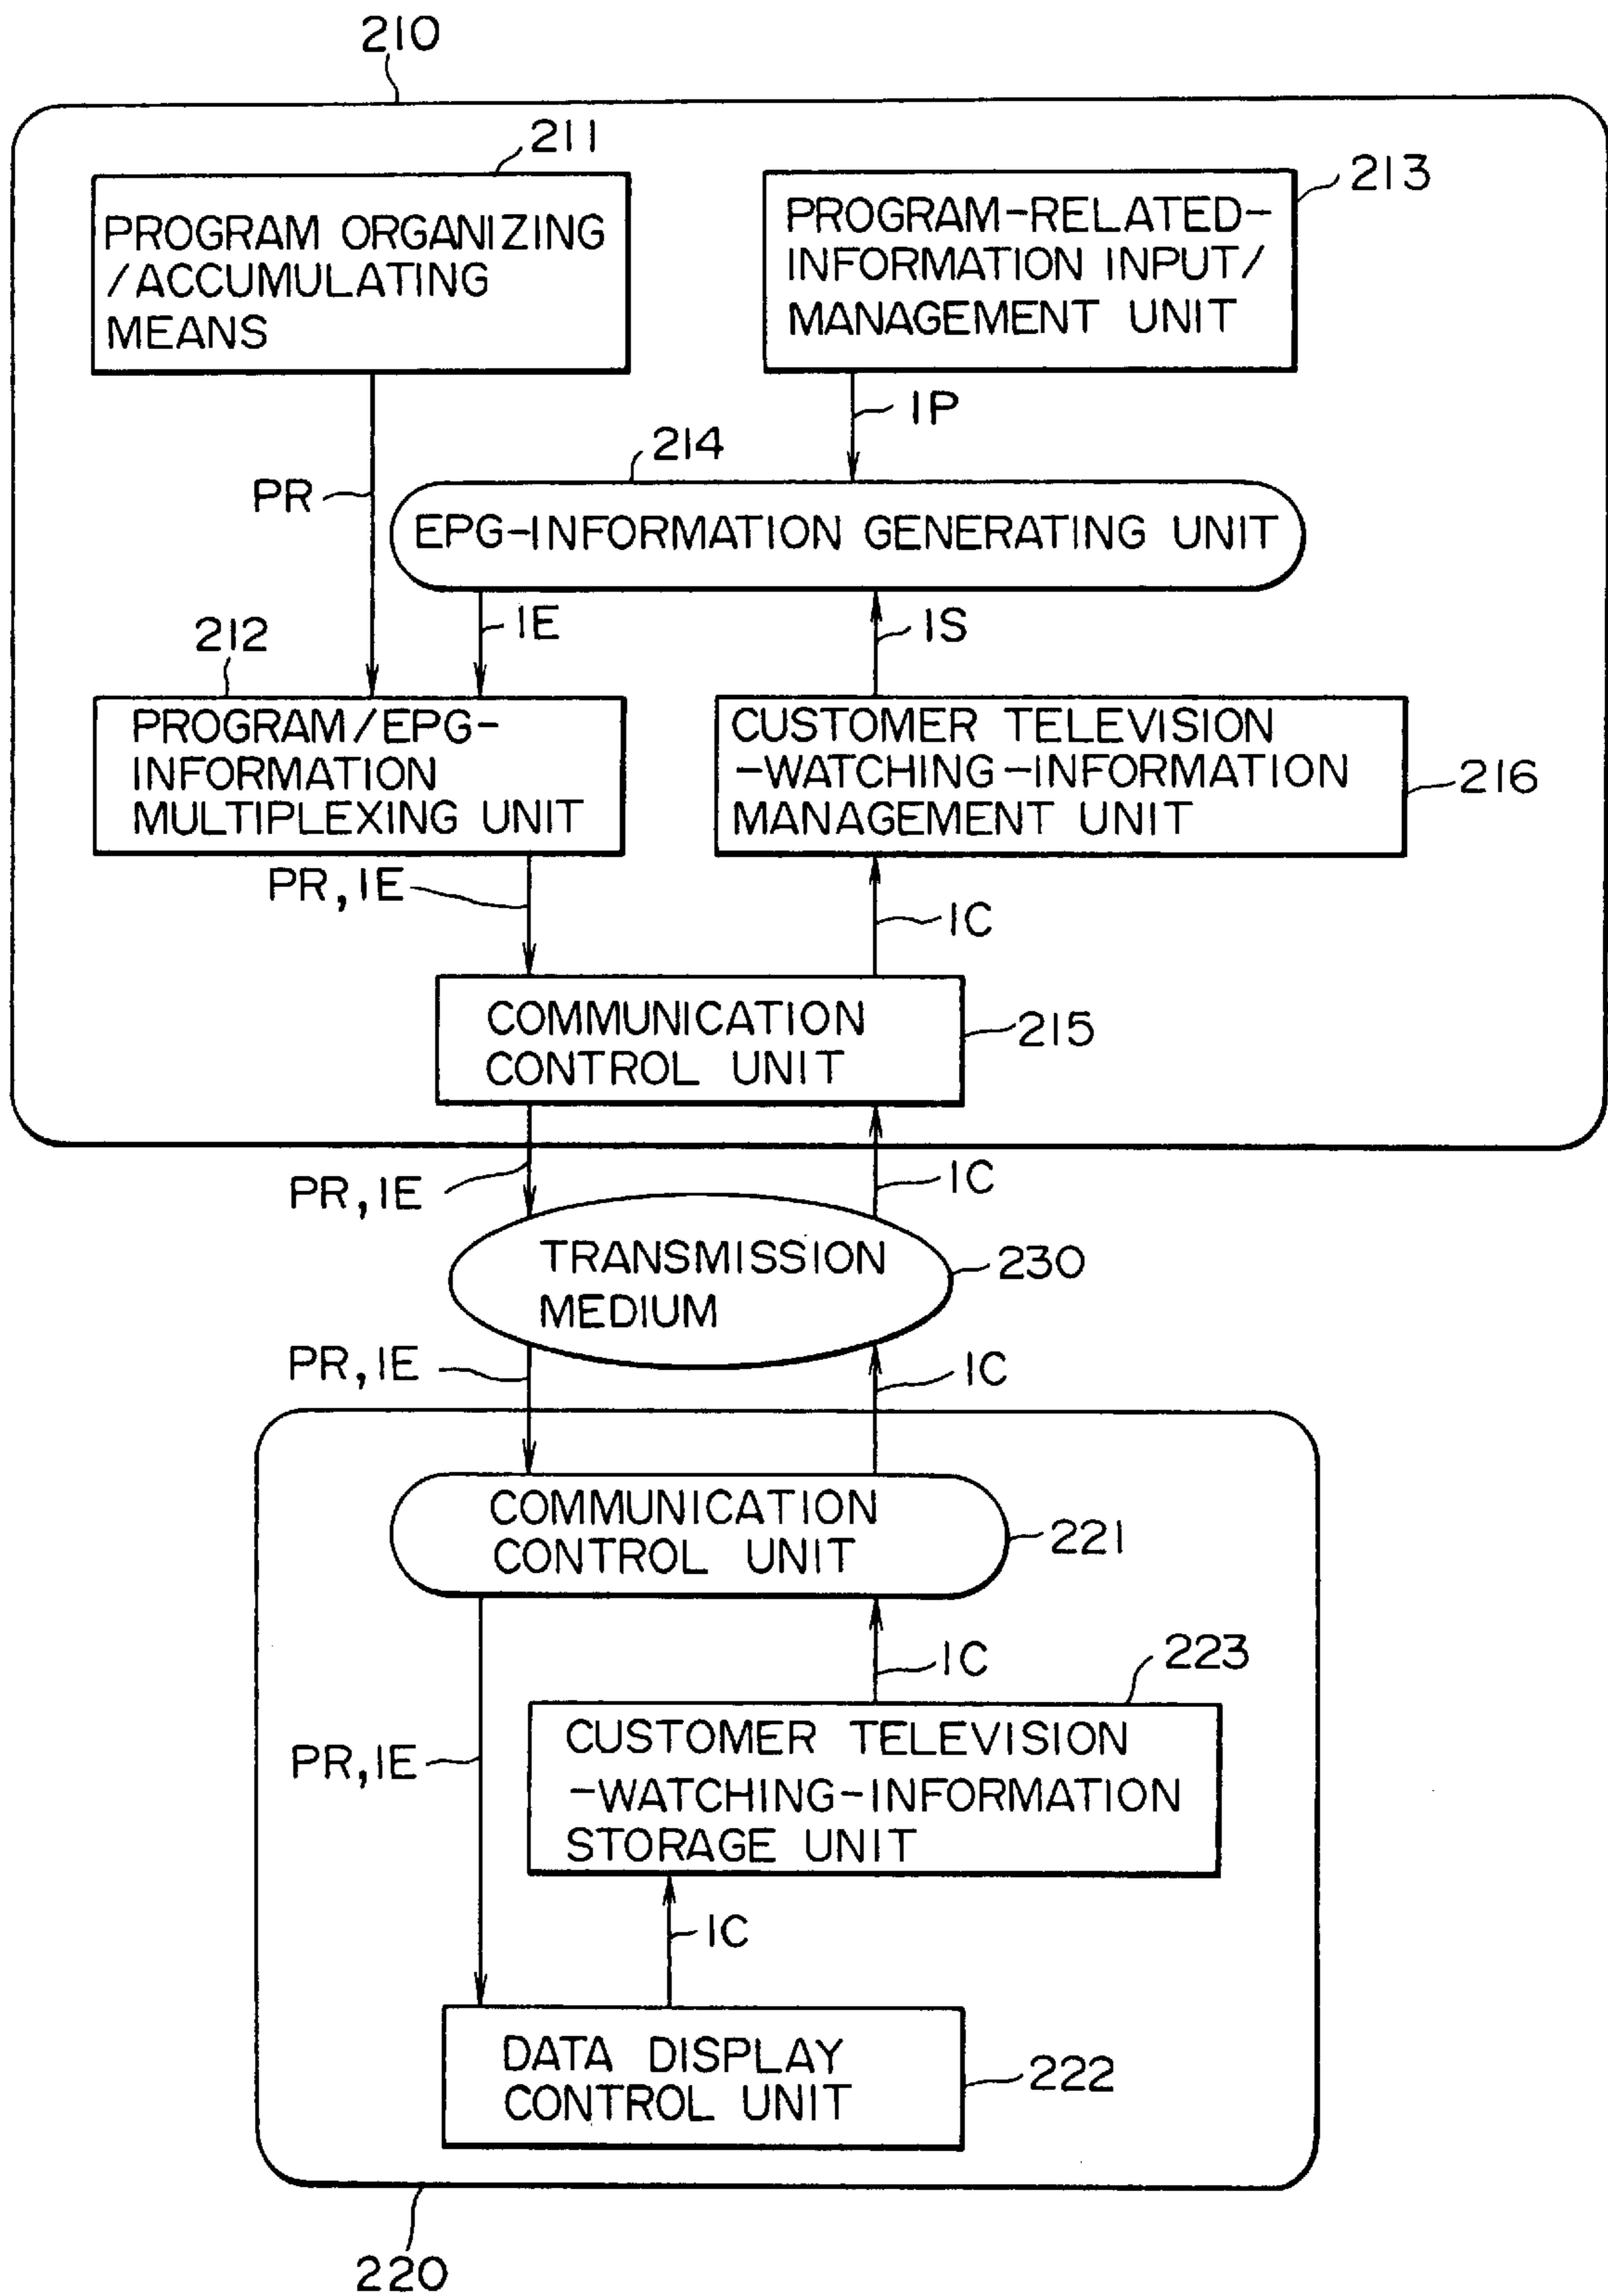 210
211
PROGRAM ORGANIZING
/ACCUMULATING
MEANS
213
PROGRAM-RELATED-
INFORMATION INPUT/
MANAGEMENT UNIT
IP
214
PR
EPG-INFORMATION GENERATING UNIT
IE
IS
212
PROGRAM/EPG-
INFORMATION
MULTIPLEXING UNIT
CUSTOMER TELEVISION
-WATCHING-INFORMATION
MANAGEMENT UNIT
216
PR, IE
IC
COMMUNICATION
CONTROL UNIT
215
PR, IE
IC
TRANSMISSION
MEDIUM
230
PR, IE
IC
COMMUNICATION
CONTROL UNIT
221
IC
223
PR, IE
CUSTOMER TELEVISION
-WATCHING-INFORMATION
STORAGE UNIT
IC
DATA DISPLAY
CONTROL UNIT
222
220